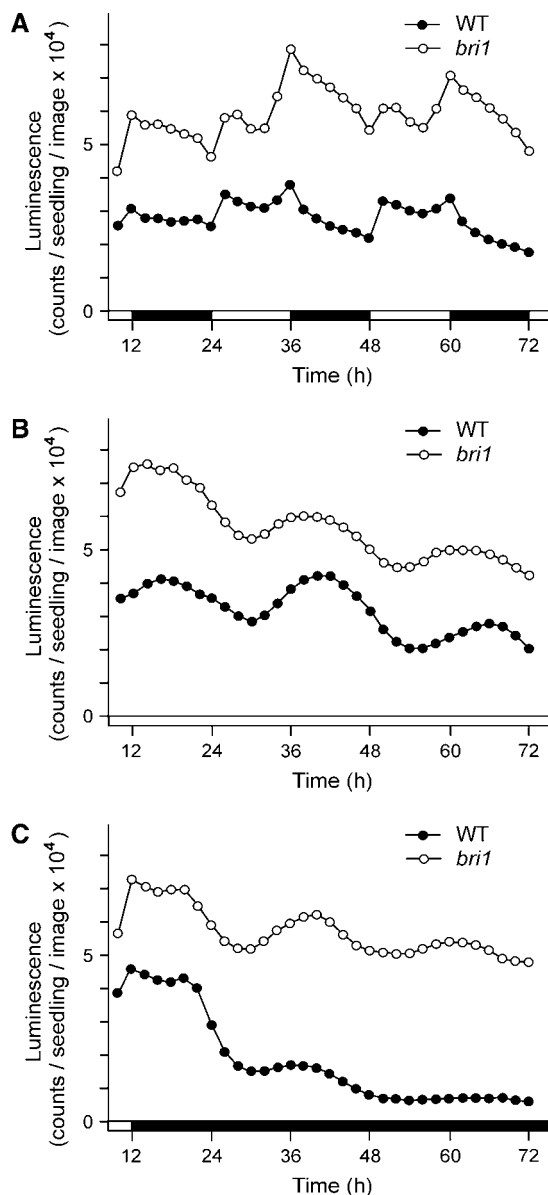 A
WT
bri1
Luminescence
(counts / seedling / image x 10⁴)
5
0
12 24 36 48 60 72
Time (h)
B
WT
bri1
Luminescence
(counts / seedling / image x 10⁴)
5
0
12 24 36 48 60 72
Time (h)
C
WT
bri1
Luminescence
(counts / seedling / image x 10⁴)
5
0
12 24 36 48 60 72
Time (h)